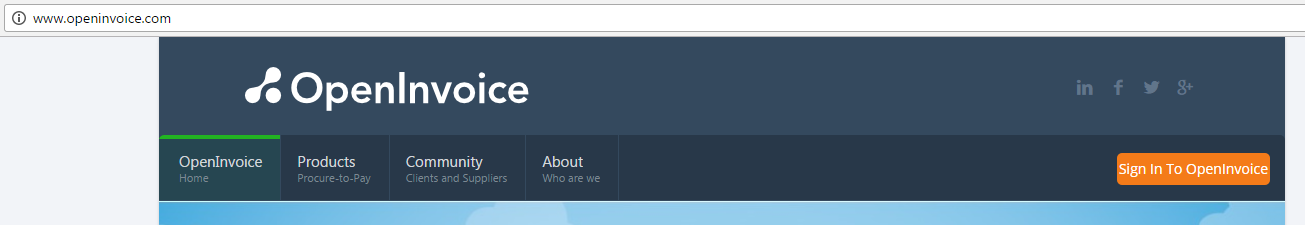 www.openinvoice.com
OpenInvoice
in f g+
OpenInvoice
Home
Products
Procure-to-Pay
Community
Clients and Suppliers
About
Who are we
Sign In To OpenInvoice